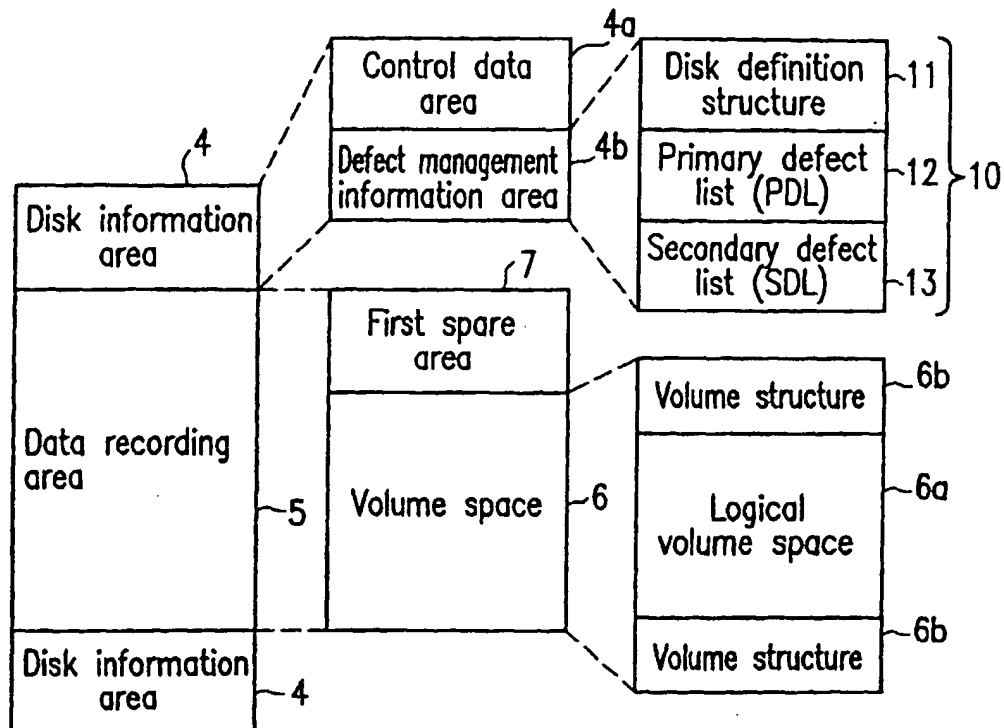 4
Disk information
area
Data recording
area
5
Disk information
area
4
4a
Control data
area
4b
Defect management
information area
7
First spare
area
Volume space
6
Disk definition
structure
11
Primary defect
list (PDL)
12
Secondary defect
list (SDL)
13
10
Volume structure
6b
Logical
volume space
6a
Volume structure
6b